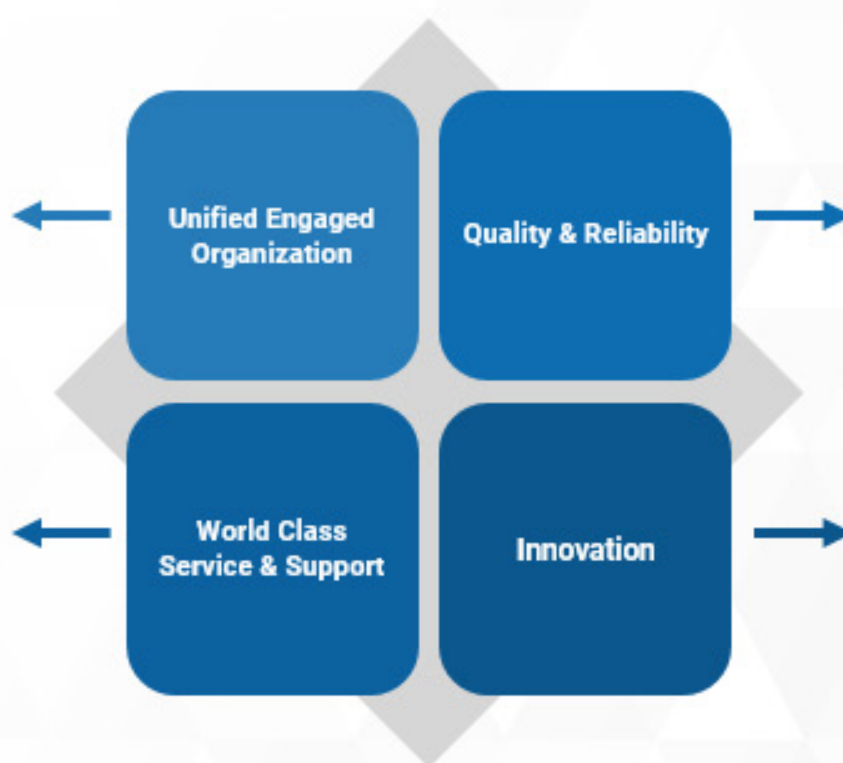 Unified Engaged
Organization
Quality & Reliability
World Class
Service & Support
Innovation